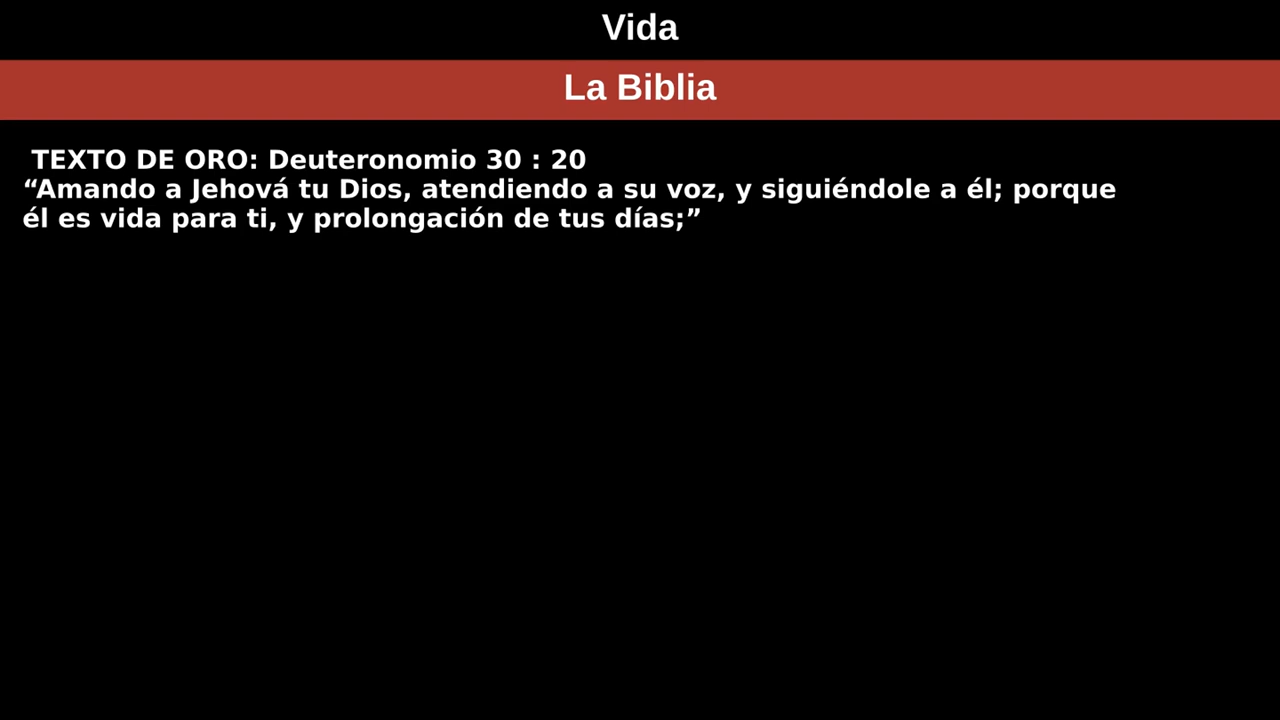 Vida
La Biblia
TEXTO DE ORO: Deuteronomio 30 : 20
“Amando a Jehová tu Dios, atendiendo a su voz, y siguiéndole a él; porque
él es vida para ti, y prolongación de tus días;”